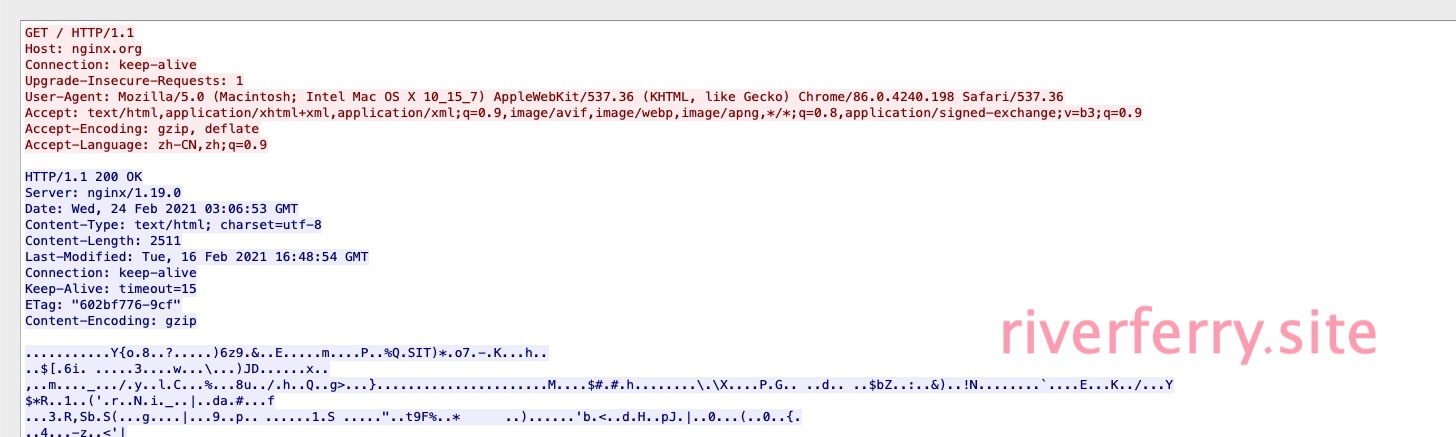 GET / HTTP/1.1
Host: nginx.org
Connection: keep-alive
Upgrade-Insecure-Requests: 1
User-Agent: Mozilla/5.0 (Macintosh; Intel Mac OS X 10_15_7) AppleWebKit/537.36 (KHTML, like Gecko) Chrome/86.0.4240.198 Safari/537.36
Accept: text/html,application/xhtml+xml,application/xml;q=0.9,image/avif,image/webp,image/apng,*/*;q=0.8,application/signed-exchange;v=b3;q=0.9
Accept-Encoding: gzip, deflate
Accept-Language: zh-CN,zh;q=0.9
HTTP/1.1 200 OK
Server: nginx/1.19.0
Date: Wed, 24 Feb 2021 03:06:53 GMT
Content-Type: text/html; charset=utf-8
Content-Length: 2511
Last-Modified: Tue, 16 Feb 2021 16:48:54 GMT
Connection: keep-alive
Keep-Alive: timeout=15
ETag: "602bf776-9cf"
Content-Encoding: gzip
riverferry.site
...........Y{o.8..?.....)6z9.&..E.....m....P..%Q.SIT)*.o7.-.K...h..
..$[.6i. .....3....w...\...)JD......x..
,..m...._.../.y..l.C...%...8u../.h..Q..g>...}......................M....$#.#.h........\.\X....P.G.. ..d.. ..$bZ..:..&)..!N........`....E...K../...Y
$*R..1..('.r..N.i._..|..da.#...f
...3.R,Sb.S(...g....|...9..p.. ......1.S ....."..t9F%..* ..)......'b.<..d.H..pJ.|..0...(..0..{.
..4...-z..<'|